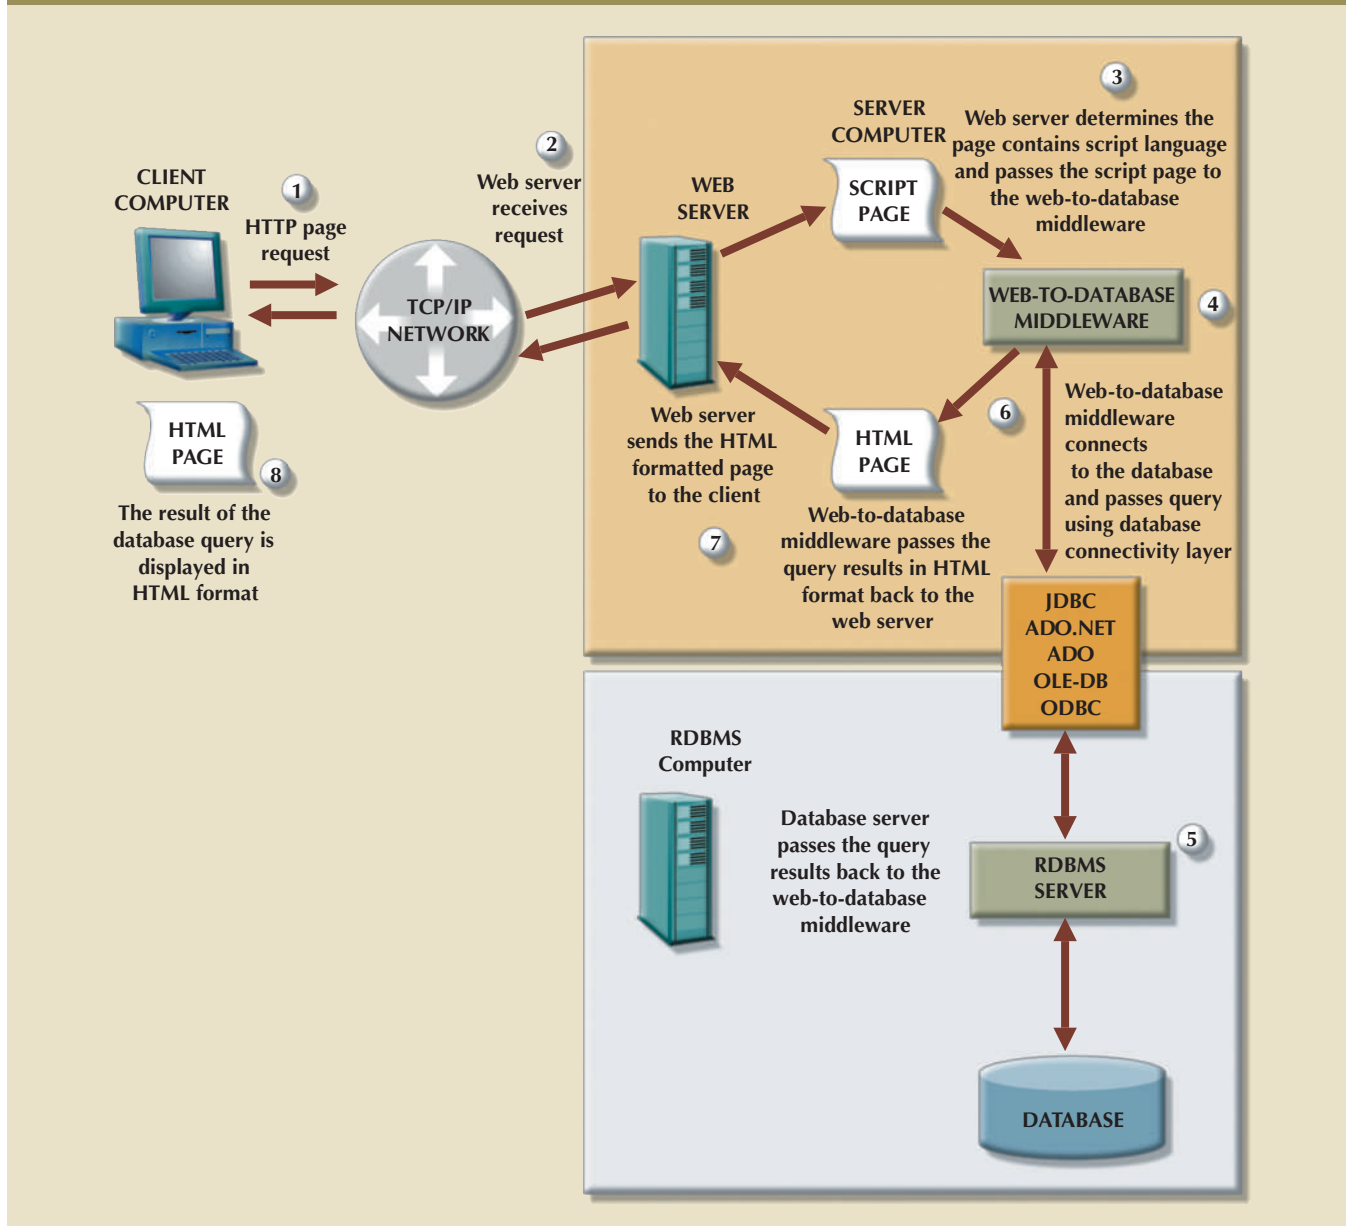 CLIENT
COMPUTER
1
HTTP page
request
2
Web server
receives
request
TCP/IP
NETWORK
WEB
SERVER
SERVER
COMPUTER
SCRIPT
PAGE
3
Web server determines the
page contains script language
and passes the script page to
the web-to-database
middleware
WEB-TO-DATABASE
MIDDLEWARE
4
Web-to-database
middleware
connects
to the database
and passes query
using database
connectivity layer
JDBC
ADO.NET
ADO
OLE-DB
ODBC
RDBMS
Computer
Database server
passes the query
results back to the
web-to-database
middleware
5
RDBMS
SERVER
DATABASE
6
HTML
PAGE
Web-to-database
middleware passes the
query results in HTML
format back to the
web server
Web server
sends the HTML
formatted page
to the client
7
HTML
PAGE
8
The result of the
database query is
displayed in
HTML format